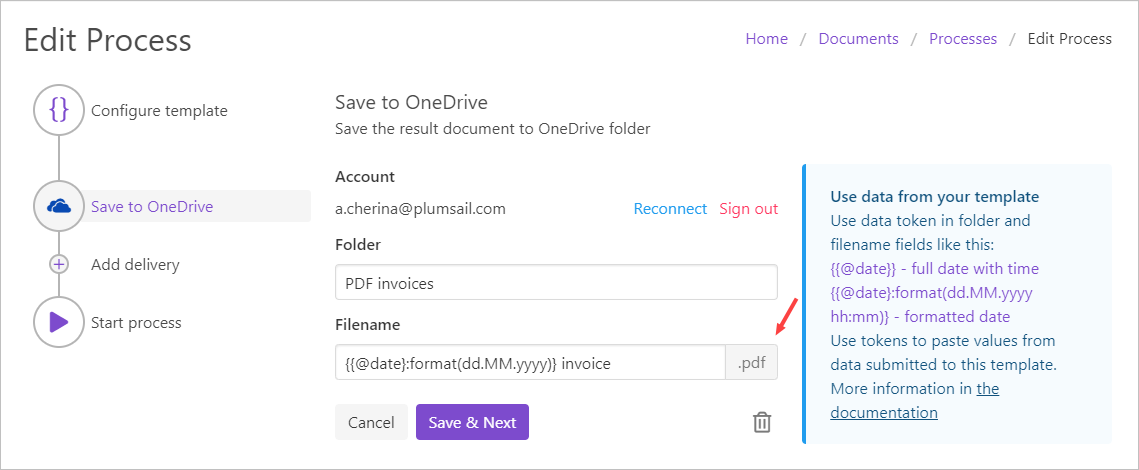 Edit Process
Home / Documents / Processes / Edit Process
{}
Configure template
Save to OneDrive
Add delivery
Start process
Save to OneDrive
Save the result document to OneDrive folder
Account
a.cherina@plumsail.com Reconnect Sign out
Folder
PDF invoices
Filename
{{@date}:format(dd.MM.yyyy)} invoice .pdf
Cancel Save & Next
Use data from your template
Use data token in folder and
filename fields like this:
{{@date}} - full date with time
{{@date}:format(dd.MM.yyyy
hh:mm)} - formatted date
Use tokens to paste values from
data submitted to this template.
More information in the
documentation